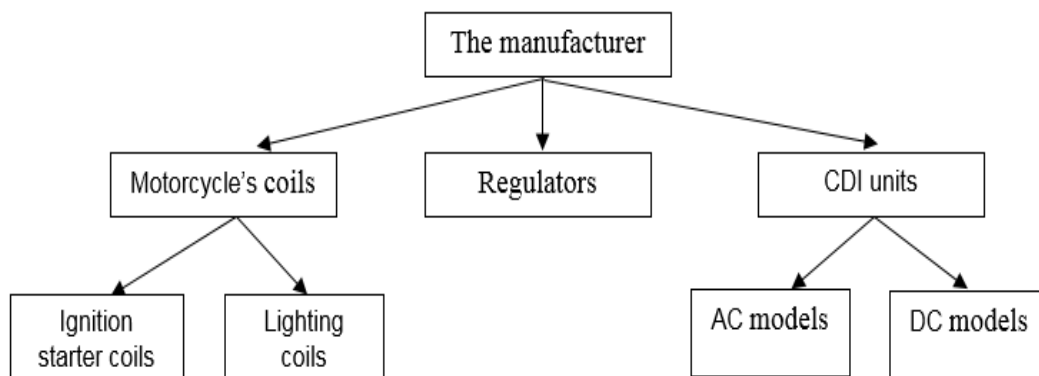 The manufacturer
Motorcycle's coils
Regulators
CDI units
Ignition
starter coils
Lighting
coils
AC models
DC models